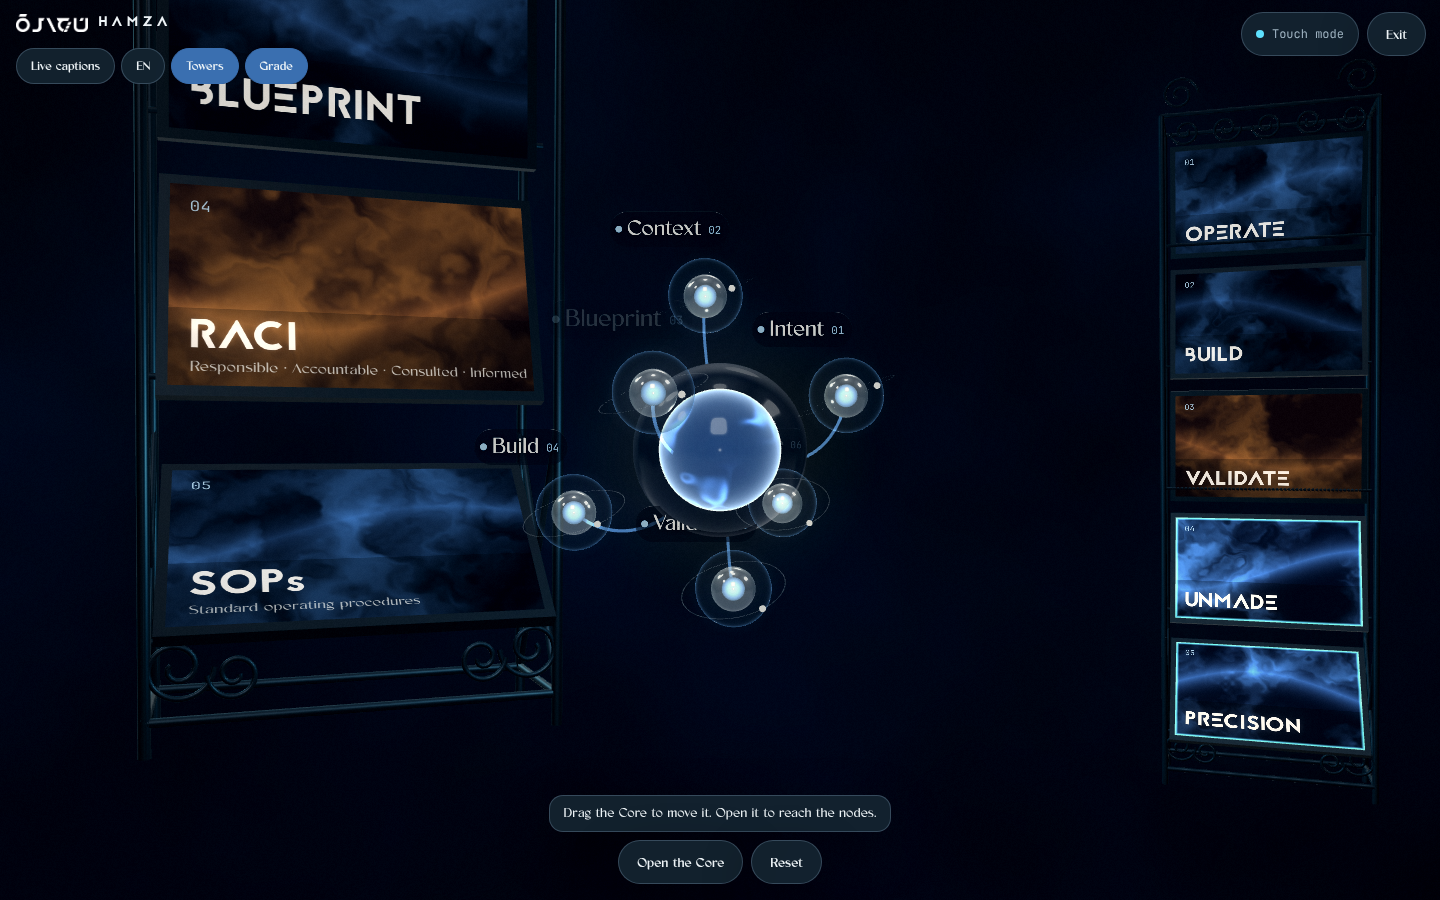 HAMZA
Live captions
EN
Towers
Grade
Touch mode
Exit
BLUEPRINT
04
RACI
Responsible · Accountable · Consulted · Informed
05
SOPs
Standard operating procedures
Context 02
Blueprint 03
Intent 01
Build 04
06
01
OPERATE
02
BUILD
03
VALIDATE
04
UNMADE
05
PRECISION
Drag the Core to move it. Open it to reach the nodes.
Open the Core
Reset